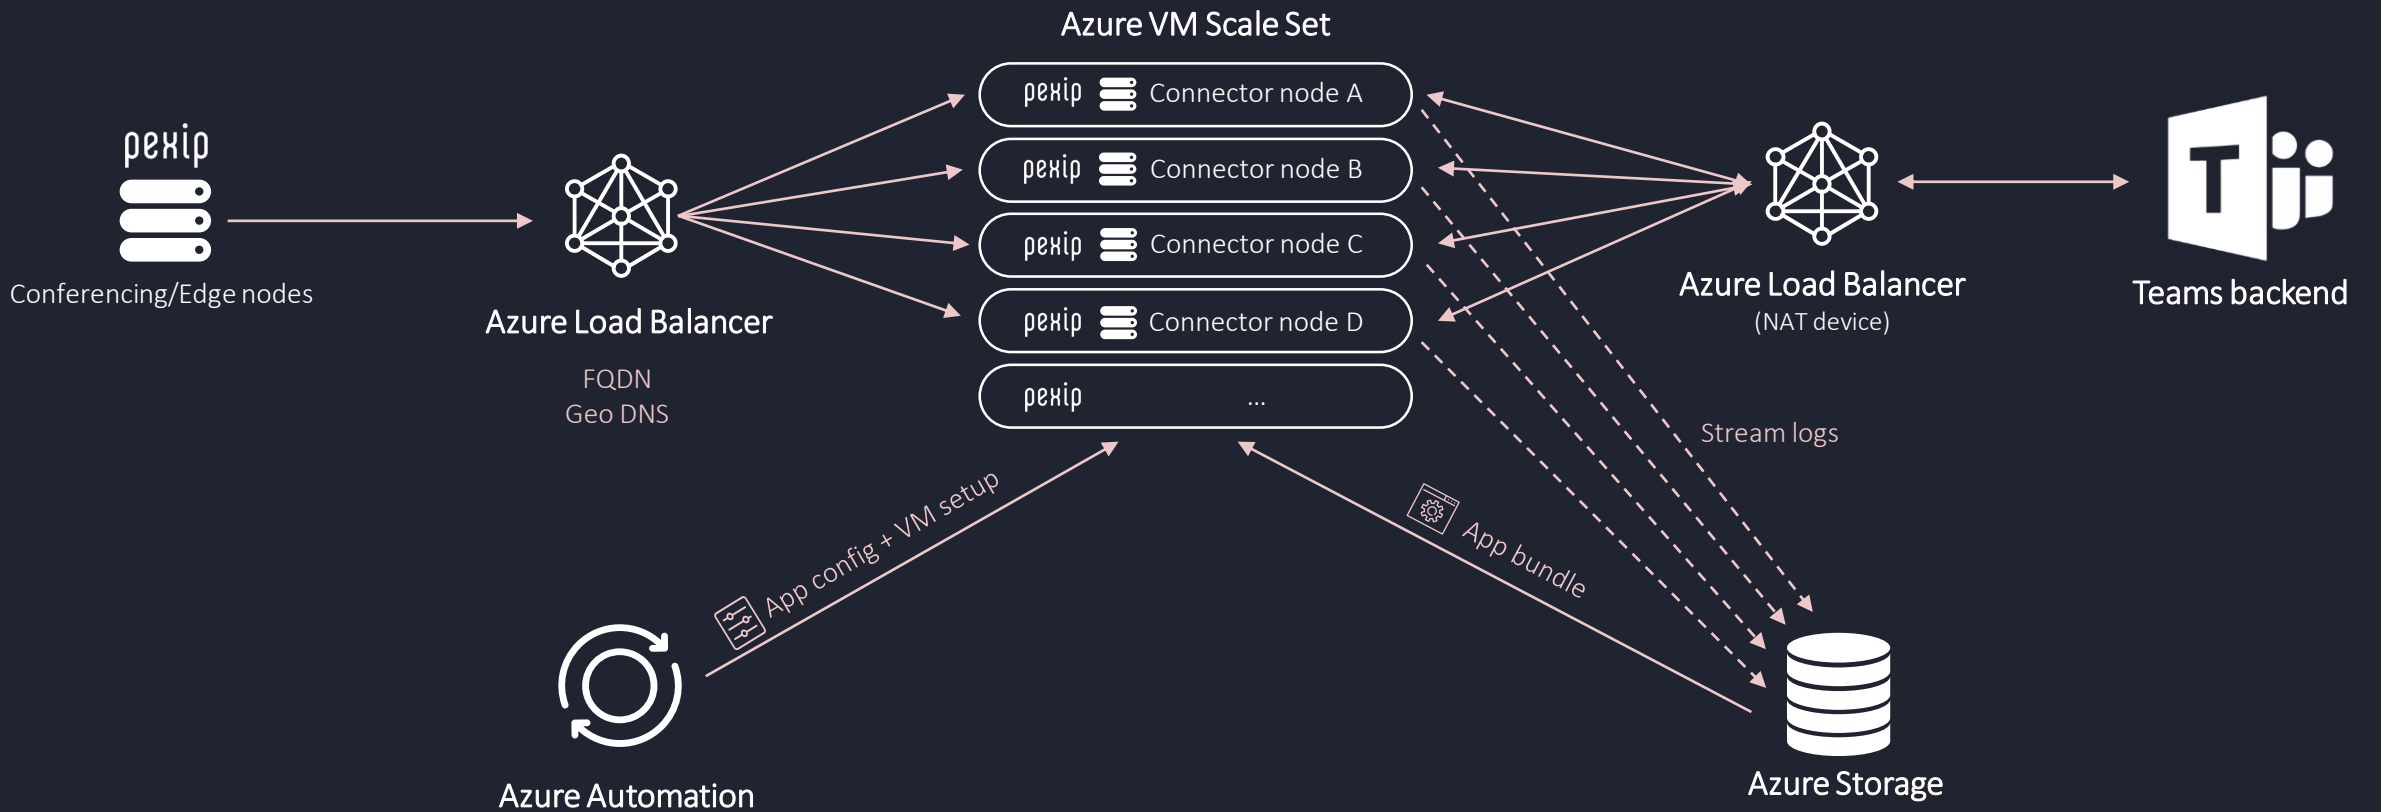 Azure VM Scale Set
pexip
Conferencing/Edge nodes
Azure Load Balancer
FQDN
Geo DNS
pexip Connector node A
pexip Connector node B
pexip Connector node C
pexip Connector node D
pexip ...
Azure Load Balancer
(NAT device)
T
Teams backend
Stream logs
App config + VM setup
App bundle
Azure Automation
Azure Storage